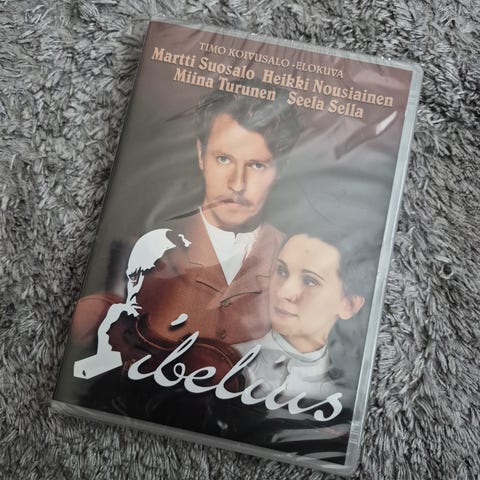 TIMO KOIVUSALO -ELOKUVA
Martti Suosalo Heikki Nousiainen
Miina Turunen Seela Sella
Sibelius